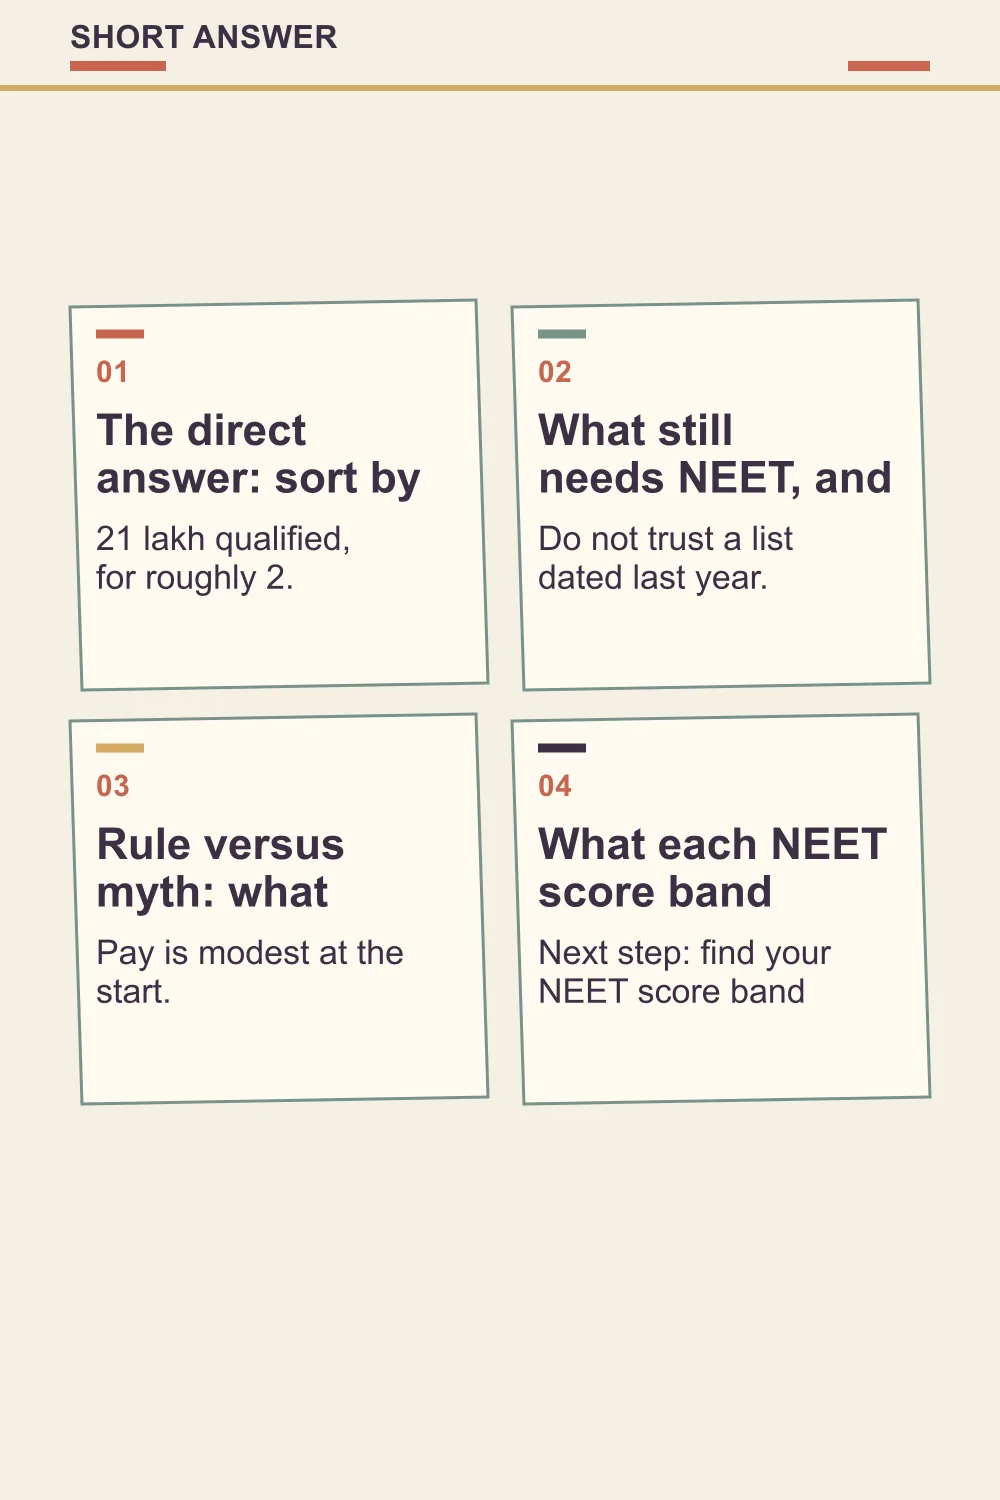 SHORT ANSWER
01
The direct
answer: sort by
21 lakh qualified,
for roughly 2.
02
What still
needs NEET, and
Do not trust a list
dated last year.
03
Rule versus
myth: what
Pay is modest at the
start.
04
What each NEET
score band
Next step: find your
NEET score band